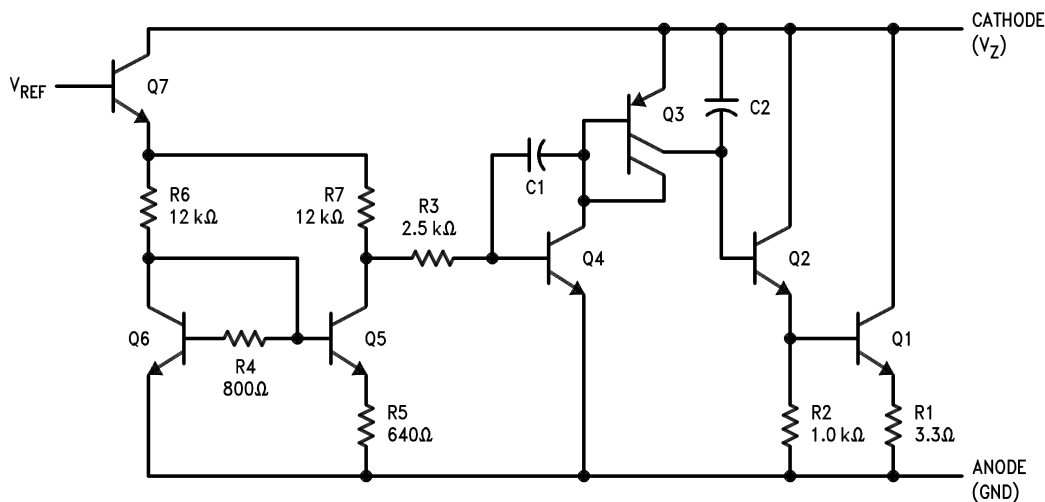 CATHODE
(VZ)
VREF
Q7
Q3
C2
C1
R6
12 kΩ
R7
12 kΩ
R3
2.5 kΩ
Q4
Q2
Q6
R4
800Ω
Q5
Q1
R5
640Ω
R2
1.0 kΩ
R1
3.3Ω
ANODE
(GND)